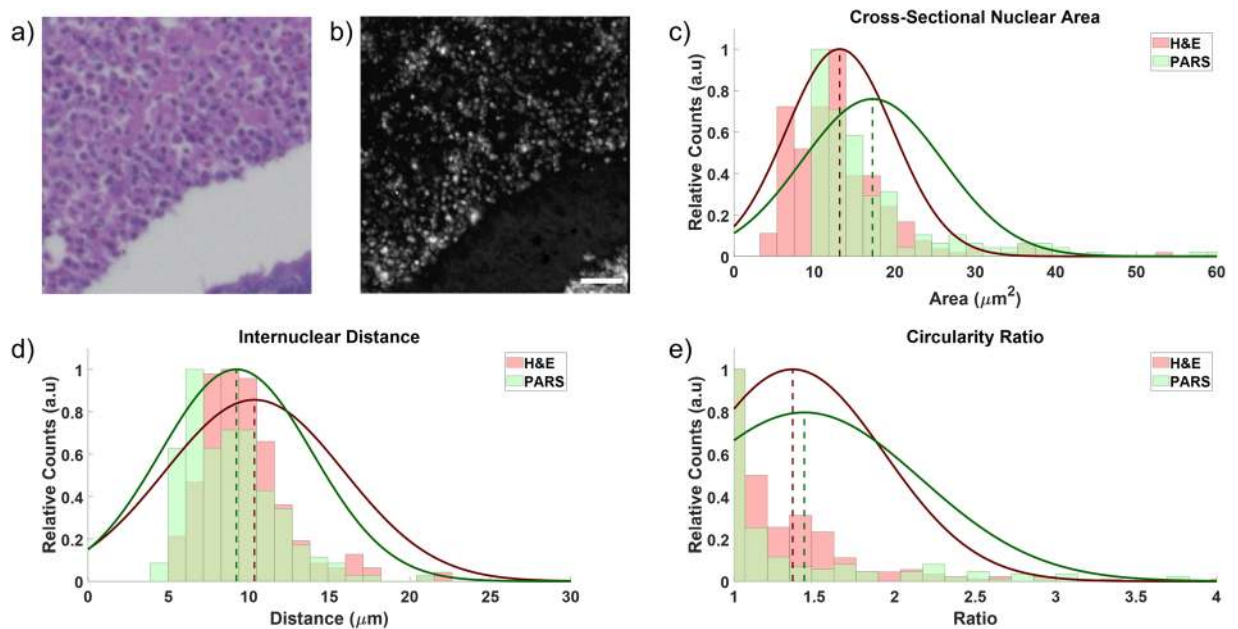 a)
b)
c)
Cross-Sectional Nuclear Area
H&E
PARS
Relative Counts (a.u)
1
0.8
0.6
0.4
0.2
0
0 10 20 30 40 50 60
Area (μm²)
d)
Internuclear Distance
H&E
PARS
Relative Counts (a.u)
1
0.8
0.6
0.4
0.2
0
0 5 10 15 20 25 30
Distance (μm)
e)
Circularity Ratio
H&E
PARS
Relative Counts (a.u)
1
0.8
0.6
0.4
0.2
0
1 1.5 2 2.5 3 3.5 4
Ratio